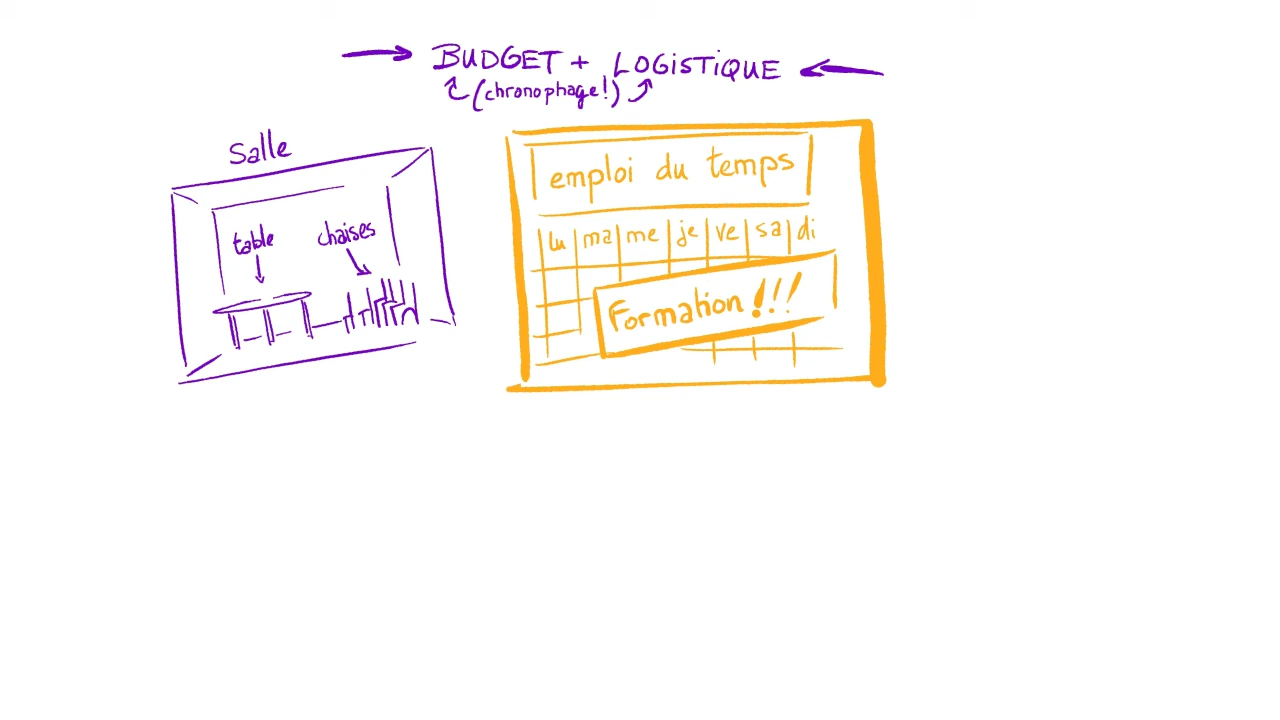 BUDGET + LOGISTIQUE
(chronophage!)
Salle
table chaises
emploi du temps
lu ma me je ve sa di
Formation!!!